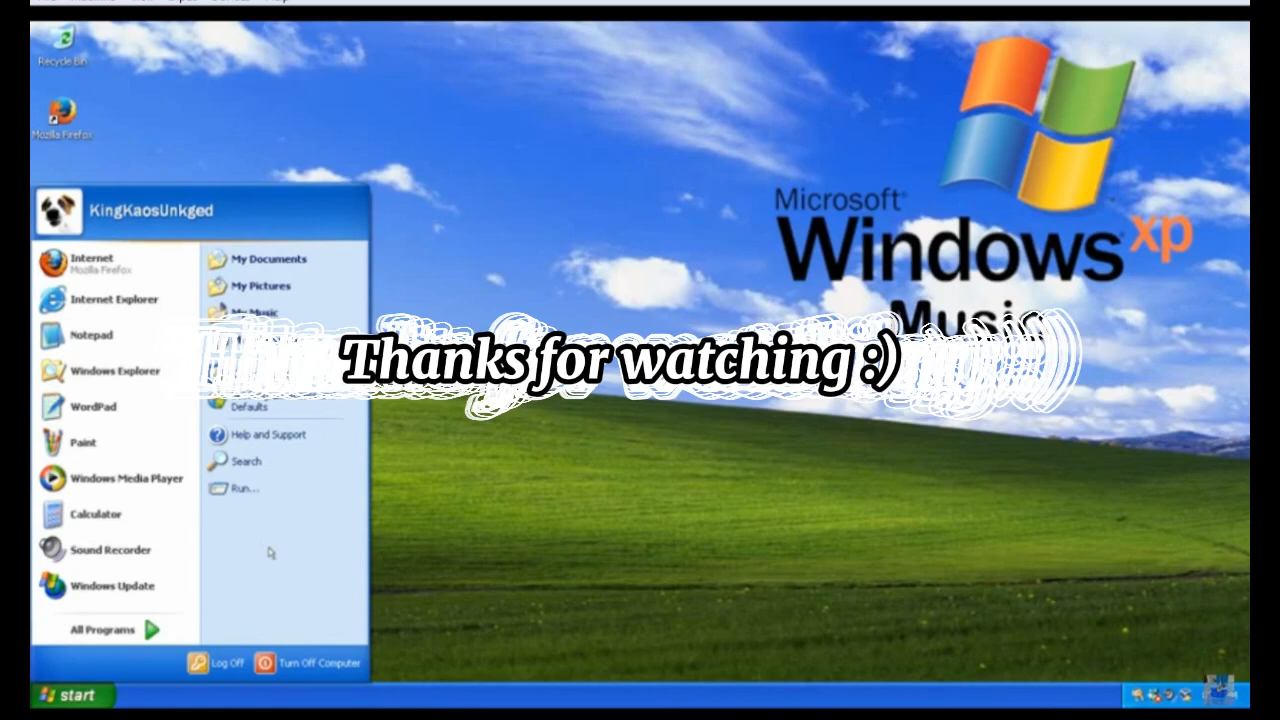 Recycle Bin
Mozilla Firefox
Microsoft®
Windows xp
Music
KingKaosUnkged
Internet
Mozilla Firefox
Internet Explorer
Notepad
Windows Explorer
WordPad
Paint
Windows Media Player
Calculator
Sound Recorder
Windows Update
All Programs
My Documents
My Pictures
My Music
Defaults
Help and Support
Search
Run...
Thanks for watching :)
Log Off
Turn Off Computer
start